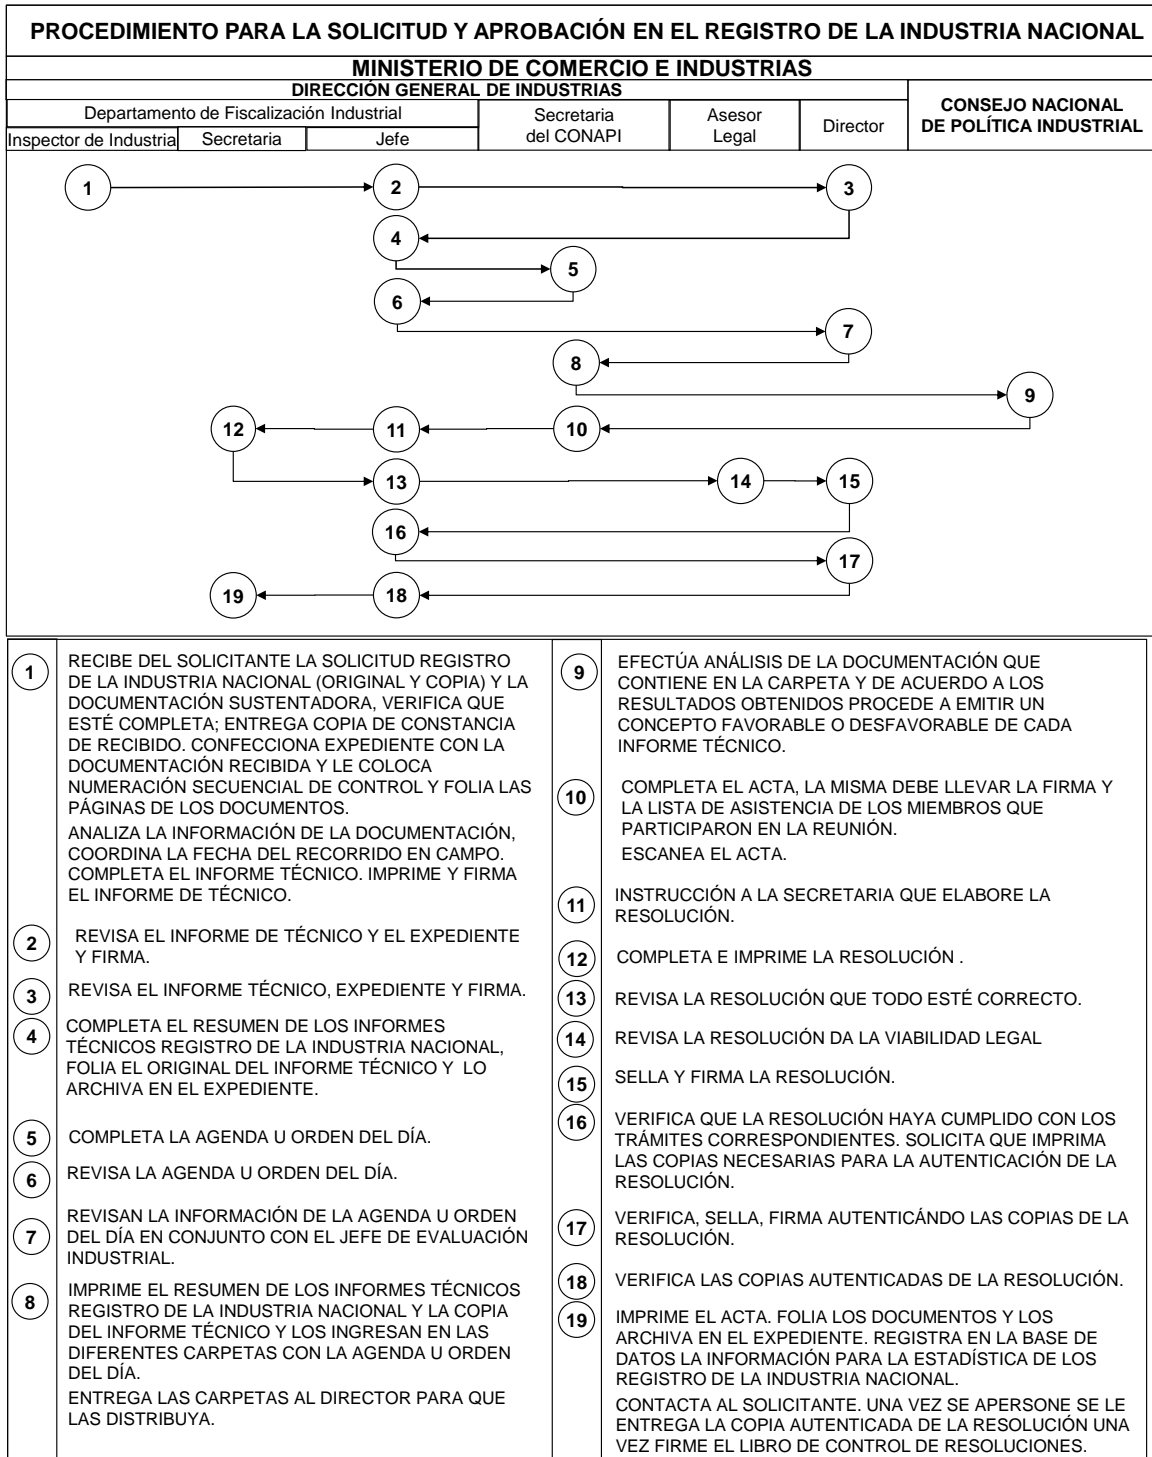 PROCEDIMIENTO PARA LA SOLICITUD Y APROBACIÓN EN EL REGISTRO DE LA INDUSTRIA NACIONAL
MINISTERIO DE COMERCIO E INDUSTRIAS
DIRECCIÓN GENERAL DE INDUSTRIAS
CONSEJO NACIONAL
DE POLÍTICA INDUSTRIAL
Departamento de Fiscalización Industrial
Inspector de Industria
Secretaria
Jefe
Secretaria
del CONAPI
Asesor
Legal
Director
1
2
3
4
5
6
7
8
9
12
11
10
13
14
15
16
17
19
18
1
RECIBE DEL SOLICITANTE LA SOLICITUD REGISTRO
DE LA INDUSTRIA NACIONAL (ORIGINAL Y COPIA) Y LA
DOCUMENTACIÓN SUSTENTADORA, VERIFICA QUE
ESTÉ COMPLETA; ENTREGA COPIA DE CONSTANCIA
DE RECIBIDO. CONFECCIONA EXPEDIENTE CON LA
DOCUMENTACIÓN RECIBIDA Y LE COLOCA
NUMERACIÓN SECUENCIAL DE CONTROL Y FOLIA LAS
PÁGINAS DE LOS DOCUMENTOS.
ANALIZA LA INFORMACIÓN DE LA DOCUMENTACIÓN,
COORDINA LA FECHA DEL RECORRIDO EN CAMPO.
COMPLETA EL INFORME TÉCNICO. IMPRIME Y FIRMA
EL INFORME DE TÉCNICO.
2
REVISA EL INFORME DE TÉCNICO Y EL EXPEDIENTE
Y FIRMA.
3
REVISA EL INFORME TÉCNICO, EXPEDIENTE Y FIRMA.
4
COMPLETA EL RESUMEN DE LOS INFORMES
TÉCNICOS REGISTRO DE LA INDUSTRIA NACIONAL,
FOLIA EL ORIGINAL DEL INFORME TÉCNICO Y LO
ARCHIVA EN EL EXPEDIENTE.
5
COMPLETA LA AGENDA U ORDEN DEL DÍA.
6
REVISA LA AGENDA U ORDEN DEL DÍA.
7
REVISAN LA INFORMACIÓN DE LA AGENDA U ORDEN
DEL DÍA EN CONJUNTO CON EL JEFE DE EVALUACIÓN
INDUSTRIAL.
8
IMPRIME EL RESUMEN DE LOS INFORMES TÉCNICOS
REGISTRO DE LA INDUSTRIA NACIONAL Y LA COPIA
DEL INFORME TÉCNICO Y LOS INGRESAN EN LAS
DIFERENTES CARPETAS CON LA AGENDA U ORDEN
DEL DÍA.
ENTREGA LAS CARPETAS AL DIRECTOR PARA QUE
LAS DISTRIBUYA.
9
EFECTÚA ANÁLISIS DE LA DOCUMENTACIÓN QUE
CONTIENE EN LA CARPETA Y DE ACUERDO A LOS
RESULTADOS OBTENIDOS PROCEDE A EMITIR UN
CONCEPTO FAVORABLE O DESFAVORABLE DE CADA
INFORME TÉCNICO.
10
COMPLETA EL ACTA, LA MISMA DEBE LLEVAR LA FIRMA Y
LA LISTA DE ASISTENCIA DE LOS MIEMBROS QUE
PARTICIPARON EN LA REUNIÓN.
ESCANEA EL ACTA.
11
INSTRUCCIÓN A LA SECRETARIA QUE ELABORE LA
RESOLUCIÓN.
12
COMPLETA E IMPRIME LA RESOLUCIÓN .
13
REVISA LA RESOLUCIÓN QUE TODO ESTÉ CORRECTO.
14
REVISA LA RESOLUCIÓN DA LA VIABILIDAD LEGAL
15
SELLA Y FIRMA LA RESOLUCIÓN.
16
VERIFICA QUE LA RESOLUCIÓN HAYA CUMPLIDO CON LOS
TRÁMITES CORRESPONDIENTES. SOLICITA QUE IMPRIMA
LAS COPIAS NECESARIAS PARA LA AUTENTICACIÓN DE LA
RESOLUCIÓN.
17
VERIFICA, SELLA, FIRMA AUTENTICÁNDO LAS COPIAS DE LA
RESOLUCIÓN.
18
VERIFICA LAS COPIAS AUTENTICADAS DE LA RESOLUCIÓN.
19
IMPRIME EL ACTA. FOLIA LOS DOCUMENTOS Y LOS
ARCHIVA EN EL EXPEDIENTE. REGISTRA EN LA BASE DE
DATOS LA INFORMACIÓN PARA LA ESTADÍSTICA DE LOS
REGISTRO DE LA INDUSTRIA NACIONAL.
CONTACTA AL SOLICITANTE. UNA VEZ SE APERSONE SE LE
ENTREGA LA COPIA AUTENTICADA DE LA RESOLUCIÓN UNA
VEZ FIRME EL LIBRO DE CONTROL DE RESOLUCIONES.